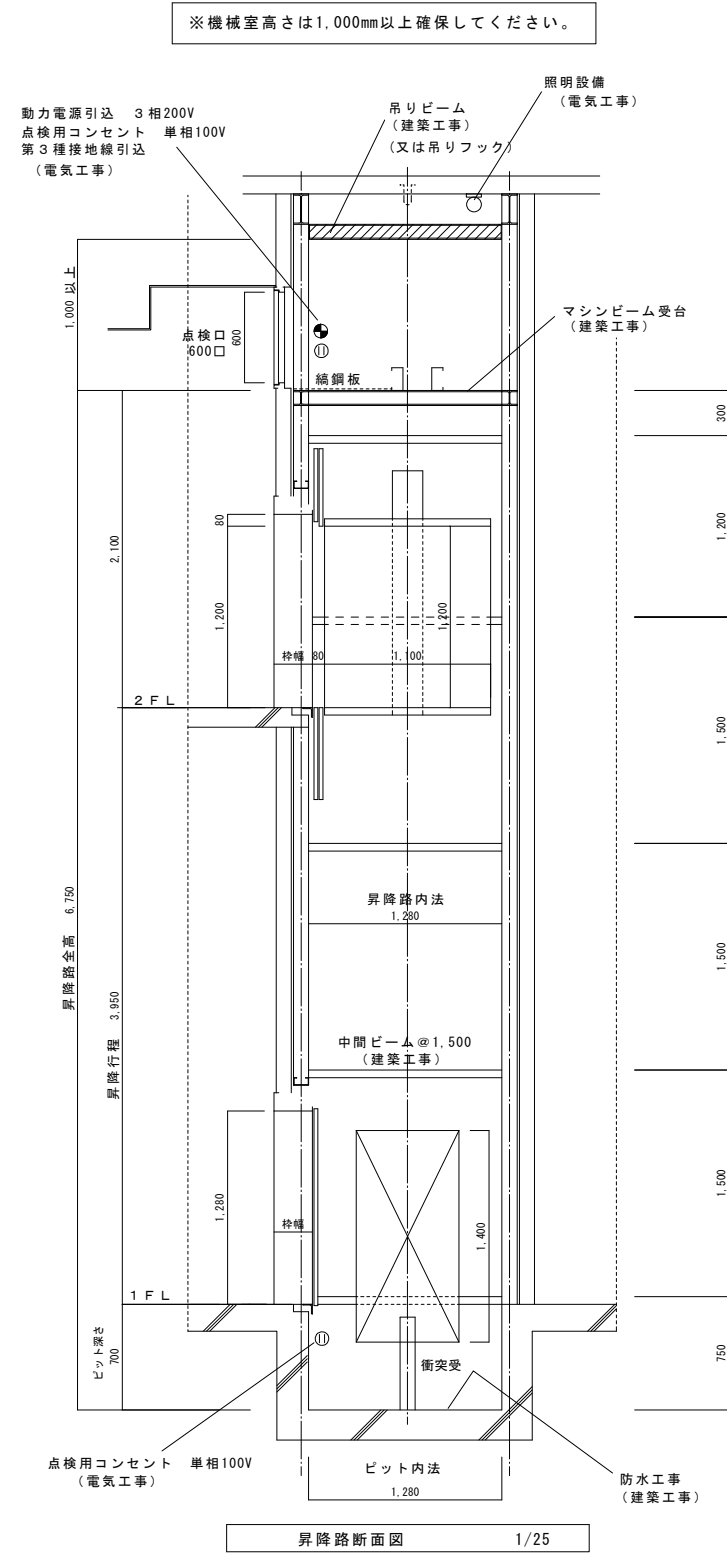 ※機械室高さは1,000mm以上確保してください。
照明設備
(電気工事)
動力電源引込 3相200V
点検用コンセント 単相100V
第3種接地線引込
(電気工事)
吊りビーム
(建築工事)
(又は吊りフック)
1,000 以上
点検口
600□
600
マシンビーム受台
(建築工事)
縞鋼板
300
80
1,200
2,100
1,200
1,200
枠幅
80
1,100
2FL
1,500
昇降路内法
1,280
昇降路全高 6,750
1,500
昇降行程 3,950
中間ビーム@1,500
(建築工事)
1,280
枠幅
1,400
1,500
1FL
ピット深さ
700
衝突受
750
点検用コンセント 単相100V
(電気工事)
ピット内法
1,280
防水工事
(建築工事)
昇降路断面図 1/25